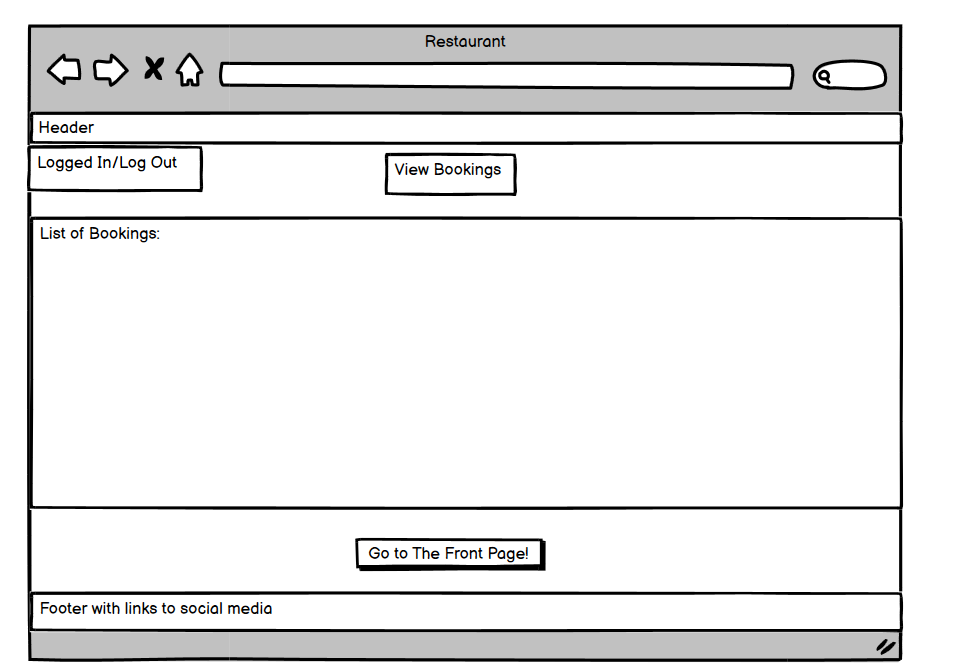 Restaurant
Header
Logged In/Log Out
View Bookings
List of Bookings:
Go to The Front Page!
Footer with links to social media